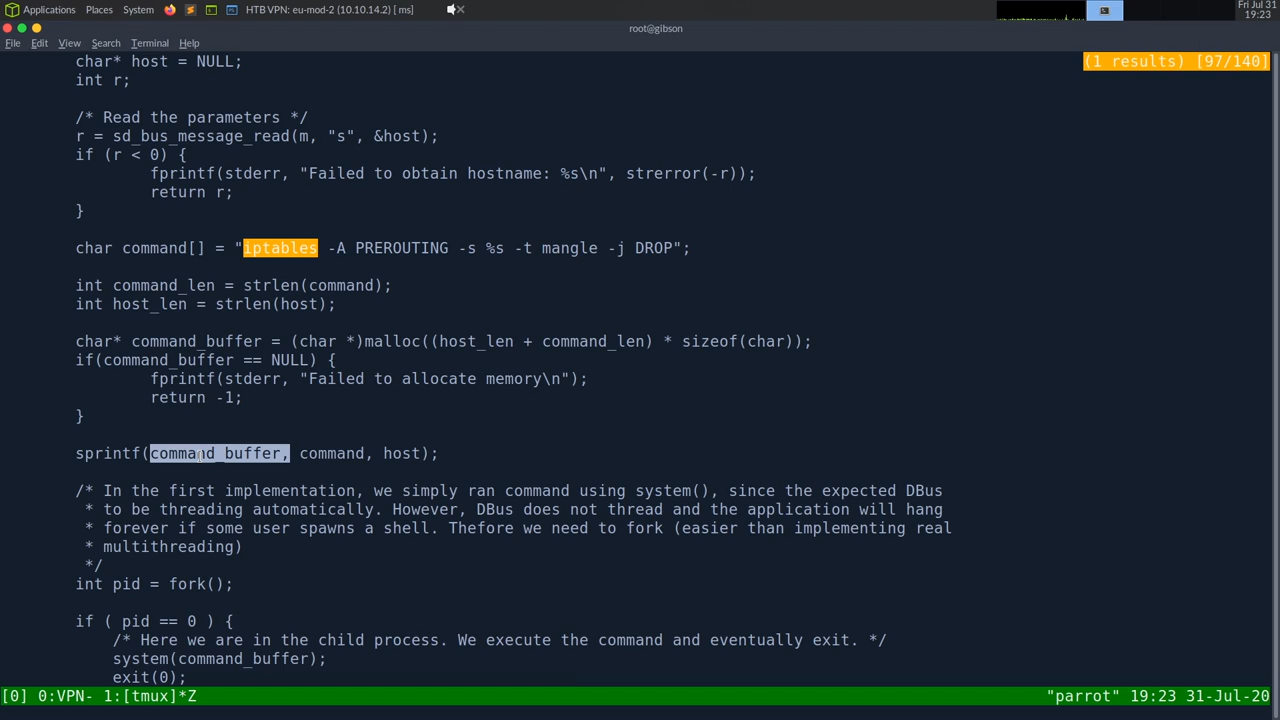 Applications Places System HTB VPN: eu-mod-2 (10.10.14.2) [ ms] Fri Jul 31
19:23
root@gibson
File Edit View Search Terminal Help
char* host = NULL; (1 results) [97/140]
int r;
/* Read the parameters */
r = sd_bus_message_read(m, "s", &host);
if (r < 0) {
fprintf(stderr, "Failed to obtain hostname: %s\n", strerror(-r));
return r;
}
char command[] = "iptables -A PREROUTING -s %s -t mangle -j DROP";
int command_len = strlen(command);
int host_len = strlen(host);
char* command_buffer = (char *)malloc((host_len + command_len) * sizeof(char));
if(command_buffer == NULL) {
fprintf(stderr, "Failed to allocate memory\n");
return -1;
}
sprintf(command_buffer, command, host);
/* In the first implementation, we simply ran command using system(), since the expected DBus
* to be threading automatically. However, DBus does not thread and the application will hang
* forever if some user spawns a shell. Thefore we need to fork (easier than implementing real
* multithreading)
*/
int pid = fork();
if ( pid == 0 ) {
/* Here we are in the child process. We execute the command and eventually exit. */
system(command_buffer);
exit(0);
[0] 0:VPN- 1:[tmux]*Z "parrot" 19:23 31-Jul-20